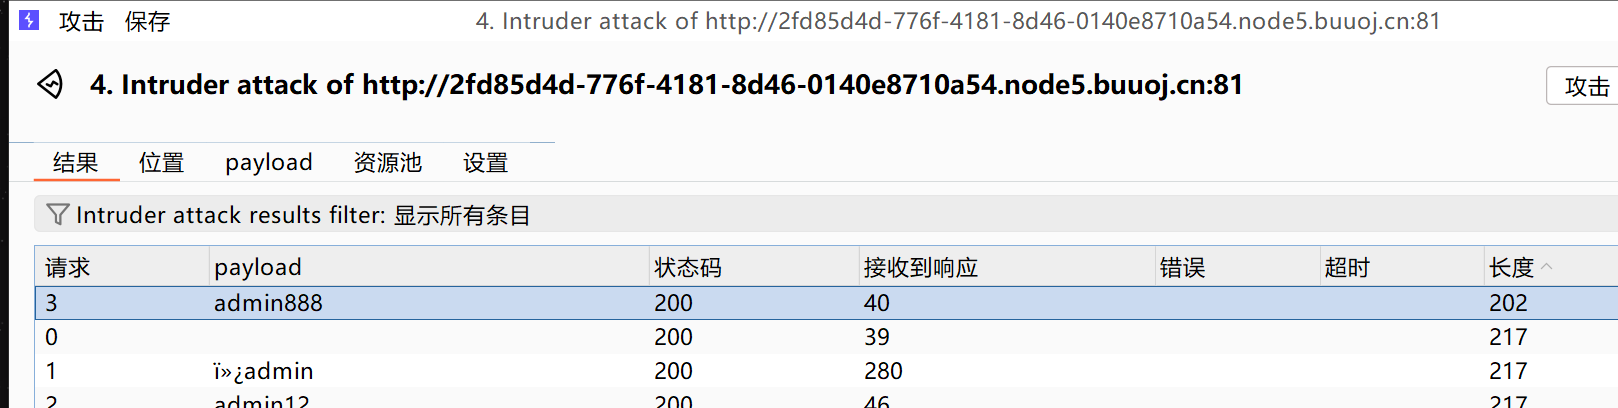 攻击 保存 4. Intruder attack of http://2fd85d4d-776f-4181-8d46-0140e8710a54.node5.buuoj.cn:81
4. Intruder attack of http://2fd85d4d-776f-4181-8d46-0140e8710a54.node5.buuoj.cn:81 攻击
结果 位置 payload 资源池 设置
Intruder attack results filter: 显示所有条目
请求 payload 状态码 接收到响应 错误 超时 长度
3 admin888 200 40 202
0 200 39 217
1 ï»¿admin 200 280 217
2 admin12 200 46 217